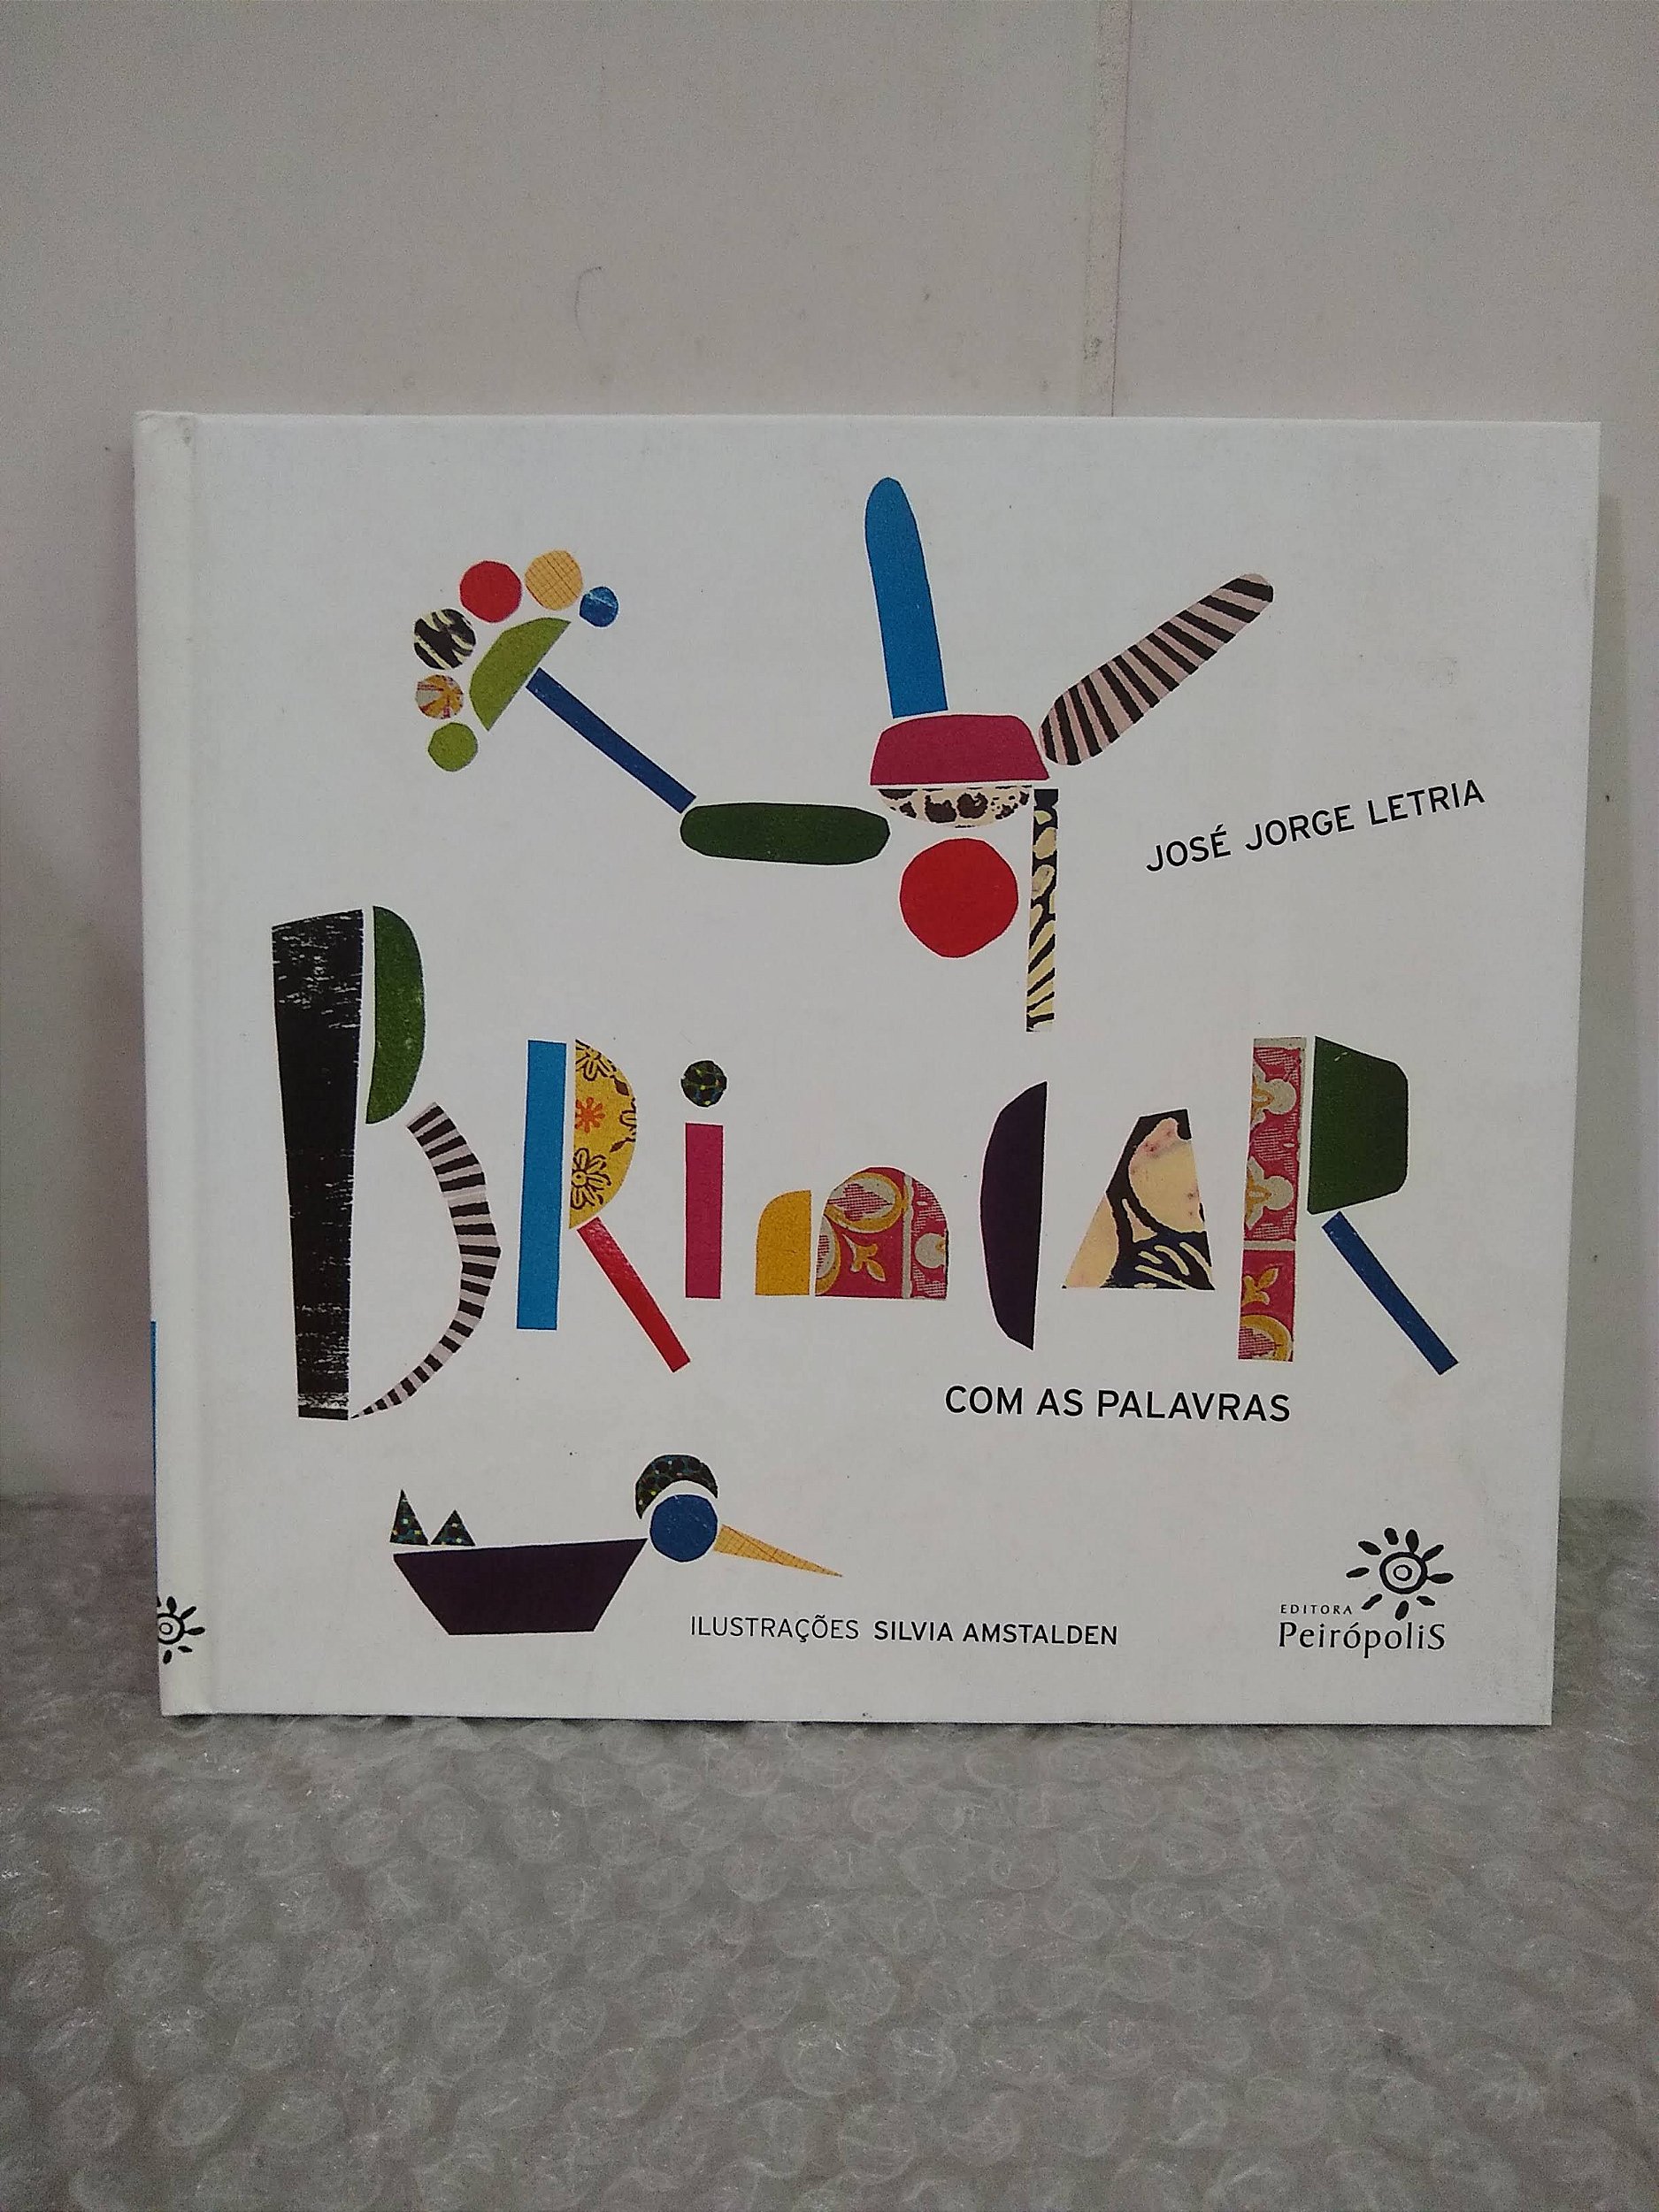 JOSÉ JORGE LETRIA
BRinCAR
COM AS PALAVRAS
ILUSTRAÇÕES SILVIA AMSTALDEN
EDITORA
PeirópoliS